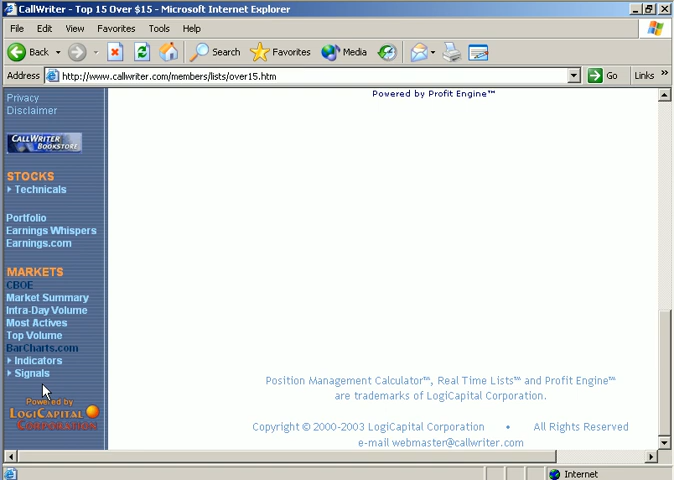 CallWriter - Top 15 Over $15 - Microsoft Internet Explorer
File Edit View Favorites Tools Help
Back Search Favorites Media
Address http://www.callwriter.com/members/lists/over15.htm Go Links »
Privacy
Disclaimer
Powered by Profit Engine™
CALLWRITER
BOOKSTORE
STOCKS
Technicals
Portfolio
Earnings Whispers
Earnings.com
MARKETS
CBOE
Market Summary
Intra-Day Volume
Most Actives
Top Volume
BarCharts.com
Indicators
Signals
Powered by
LOGICAPITAL
CORPORATION
Position Management Calculator™, Real Time Lists™ and Profit Engine™
are trademarks of LogiCapital Corporation.
Copyright © 2000-2003 LogiCapital Corporation • All Rights Reserved
e-mail webmaster@callwriter.com
Internet